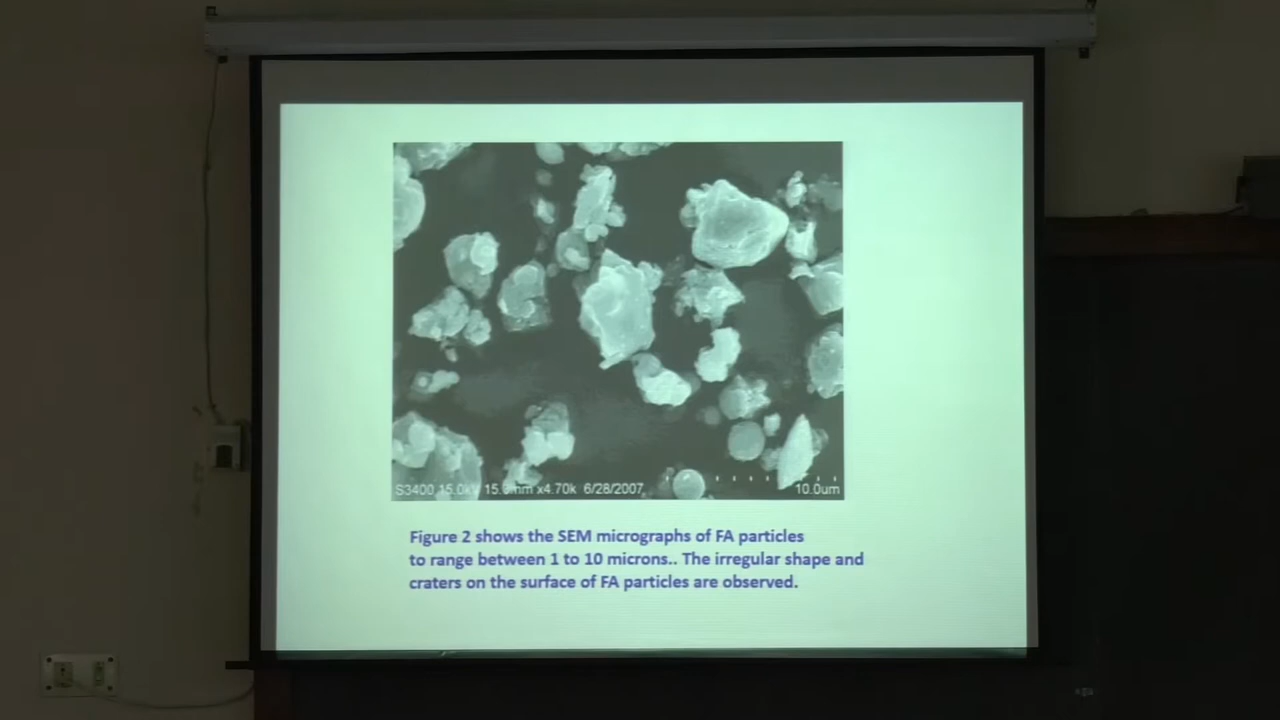 S3400 15.0kV 15.3mm x4.70k 6/28/2007
10.0um
Figure 2 shows the SEM micrographs of FA particles
to range between 1 to 10 microns.. The irregular shape and
craters on the surface of FA particles are observed.